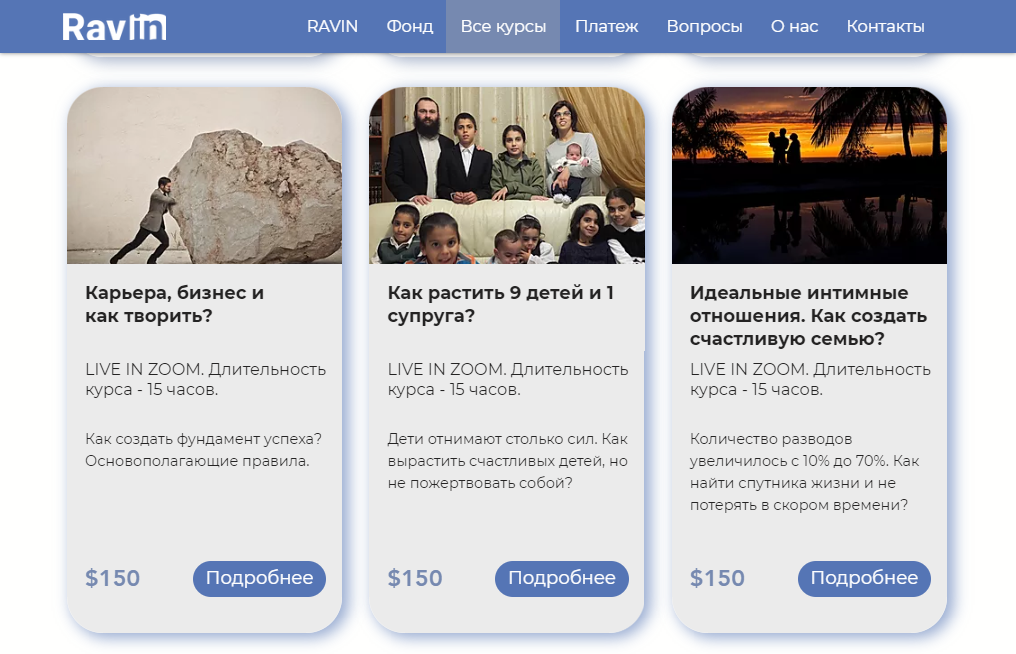 Ravin
RAVIN Фонд Все курсы Платеж Вопросы О нас Контакты
Карьера, бизнес и
как творить?
LIVE IN ZOOM. Длительность
курса - 15 часов.
Как создать фундамент успеха?
Основополагающие правила.
$150 Подробнее
Как растить 9 детей и 1
супруга?
LIVE IN ZOOM. Длительность
курса - 15 часов.
Дети отнимают столько сил. Как
вырастить счастливых детей, но
не пожертвовать собой?
$150 Подробнее
Идеальные интимные
отношения. Как создать
счастливую семью?
LIVE IN ZOOM. Длительность
курса - 15 часов.
Количество разводов
увеличилось с 10% до 70%. Как
найти спутника жизни и не
потерять в скором времени?
$150 Подробнее